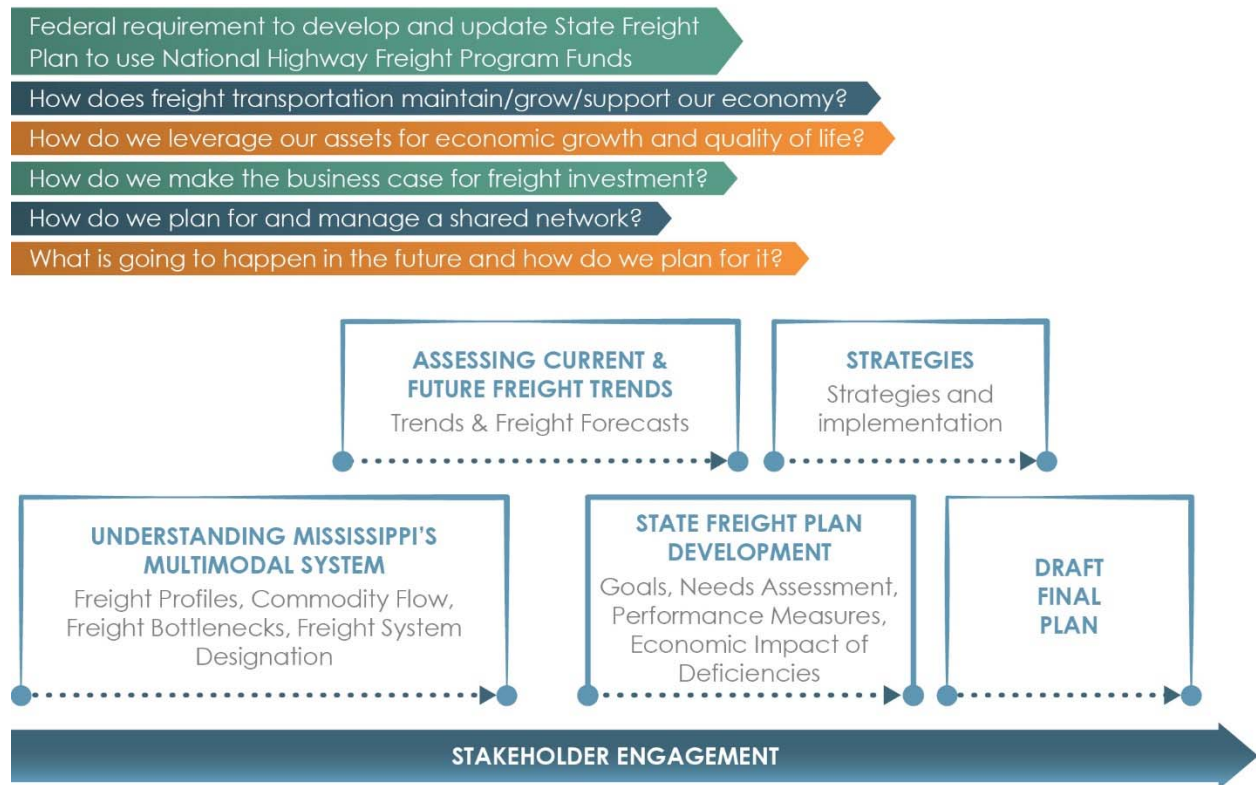 Federal requirement to develop and update State Freight
Plan to use National Highway Freight Program Funds
How does freight transportation maintain/grow/support our economy?
How do we leverage our assets for economic growth and quality of life?
How do we make the business case for freight investment?
How do we plan for and manage a shared network?
What is going to happen in the future and how do we plan for it?
ASSESSING CURRENT &
FUTURE FREIGHT TRENDS
Trends & Freight Forecasts
STRATEGIES
Strategies and
implementation
UNDERSTANDING MISSISSIPPI'S
MULTIMODAL SYSTEM
Freight Profiles, Commodity Flow,
Freight Bottlenecks, Freight System
Designation
STATE FREIGHT PLAN
DEVELOPMENT
Goals, Needs Assessment,
Performance Measures,
Economic Impact of
Deficiencies
DRAFT
FINAL
PLAN
STAKEHOLDER ENGAGEMENT